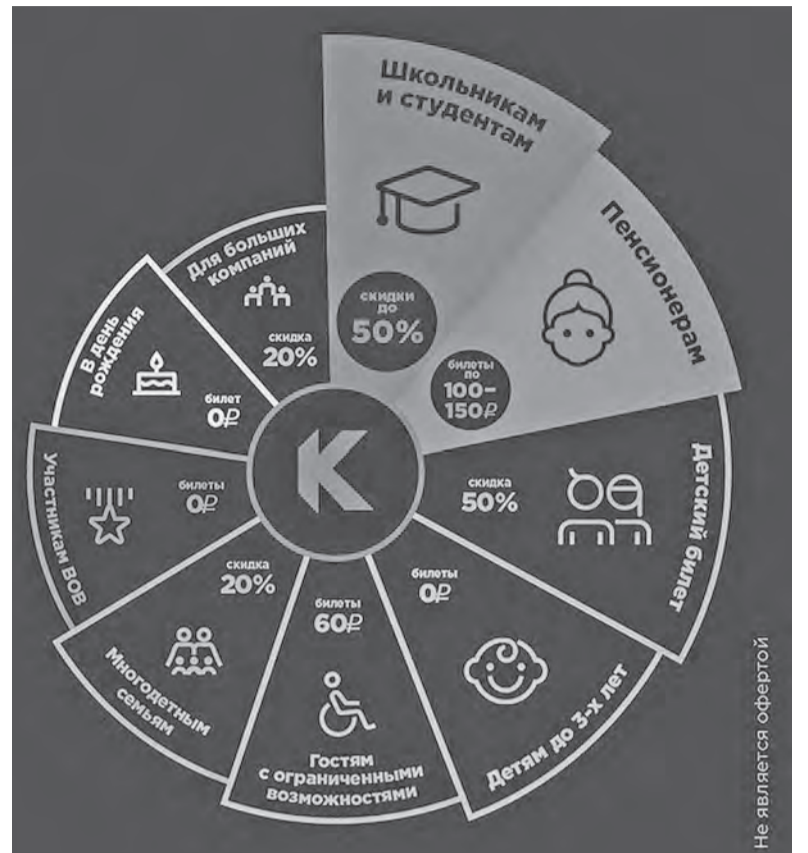 Школьникам
и студентам
скидки
до
50%
Пенсионерам
билеты
по
100–
150₽
Детский билет
скидка
50%
Детям до 3-х лет
билеты
0₽
Гостям
с ограниченными
возможностями
билеты
60₽
Многодетным
семьям
скидка
20%
Участникам ВОВ
билеты
0₽
В день
рождения
билет
0₽
Для больших
компаний
скидка
20%
K
Не является офертой